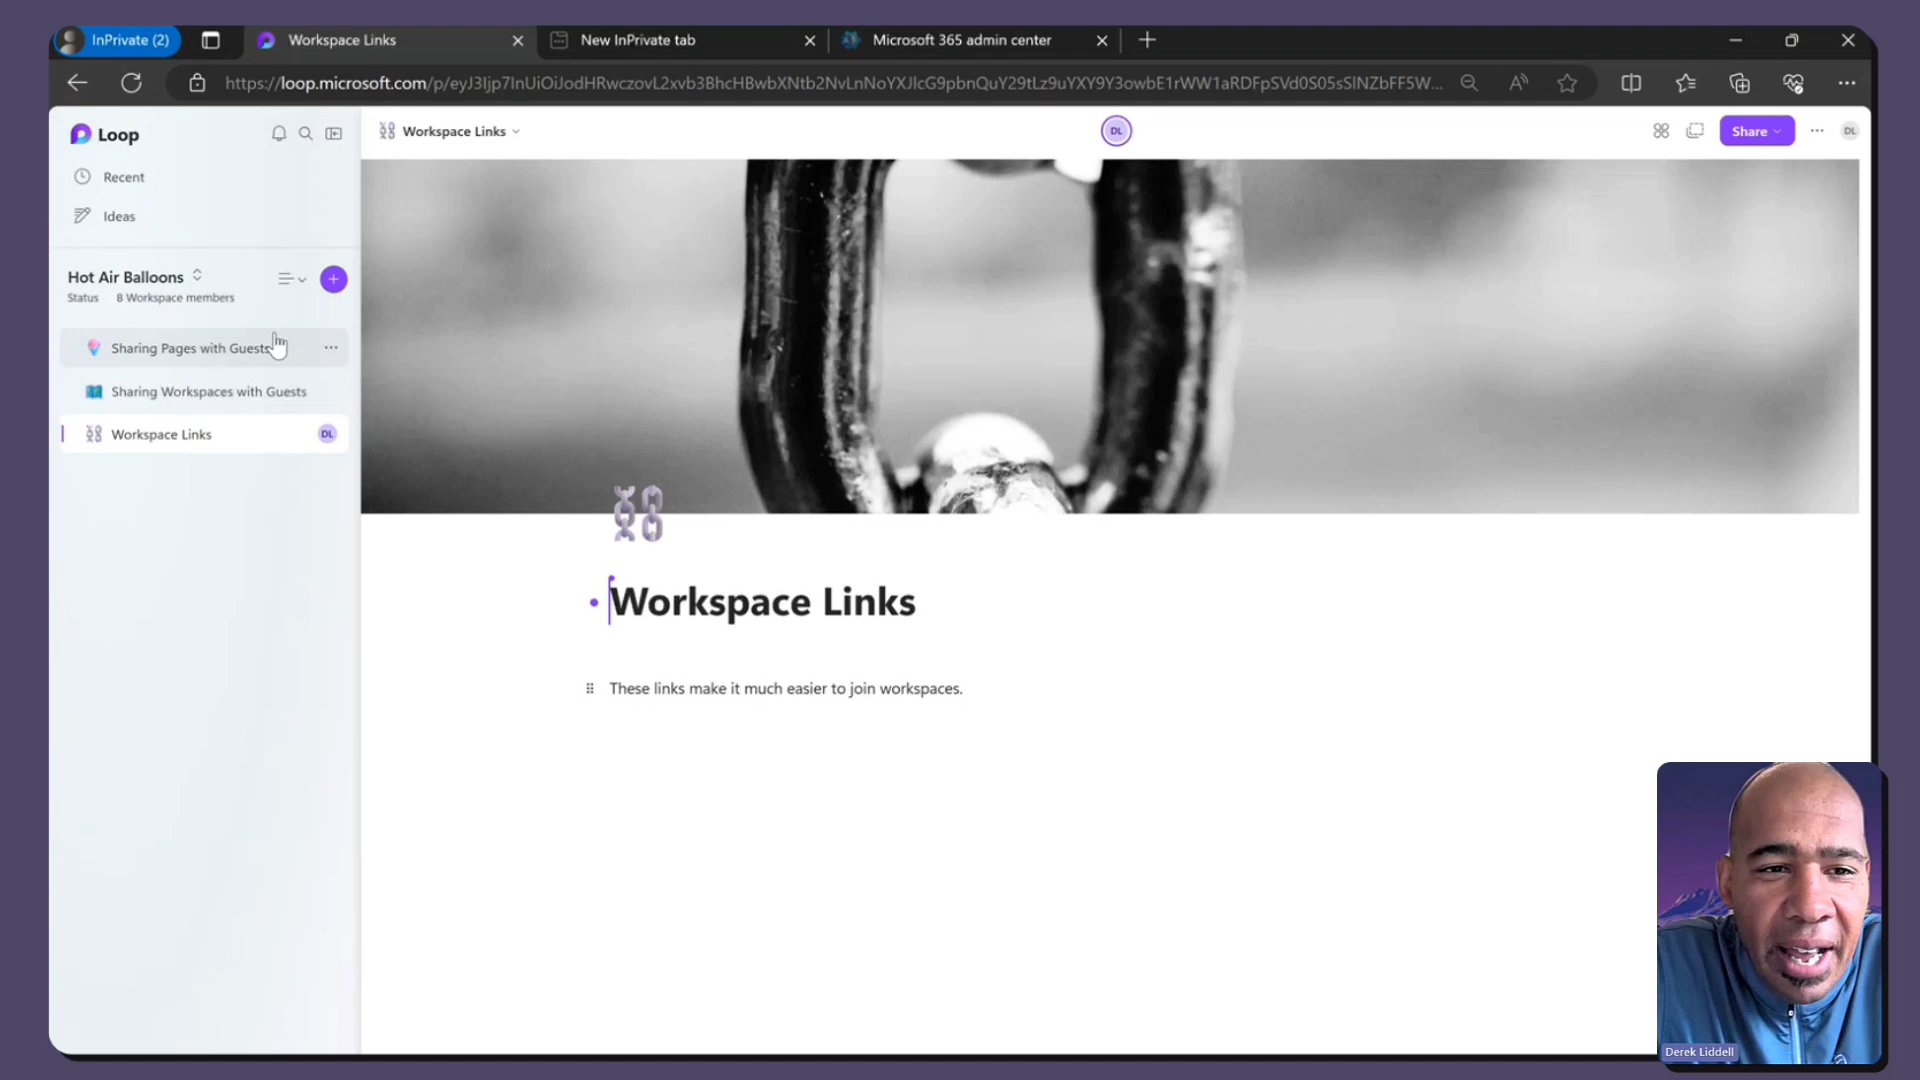 InPrivate (2)
Workspace Links
New InPrivate tab
Microsoft 365 admin center
https://loop.microsoft.com/p/
Loop
Workspace Links
DL
Share
DL
Recent
Ideas
Hot Air Balloons
Status 8 Workspace members
Sharing Pages with Guests
Sharing Workspaces with Guests
Workspace Links
DL
Workspace Links
These links make it much easier to join workspaces.
Derek Liddell